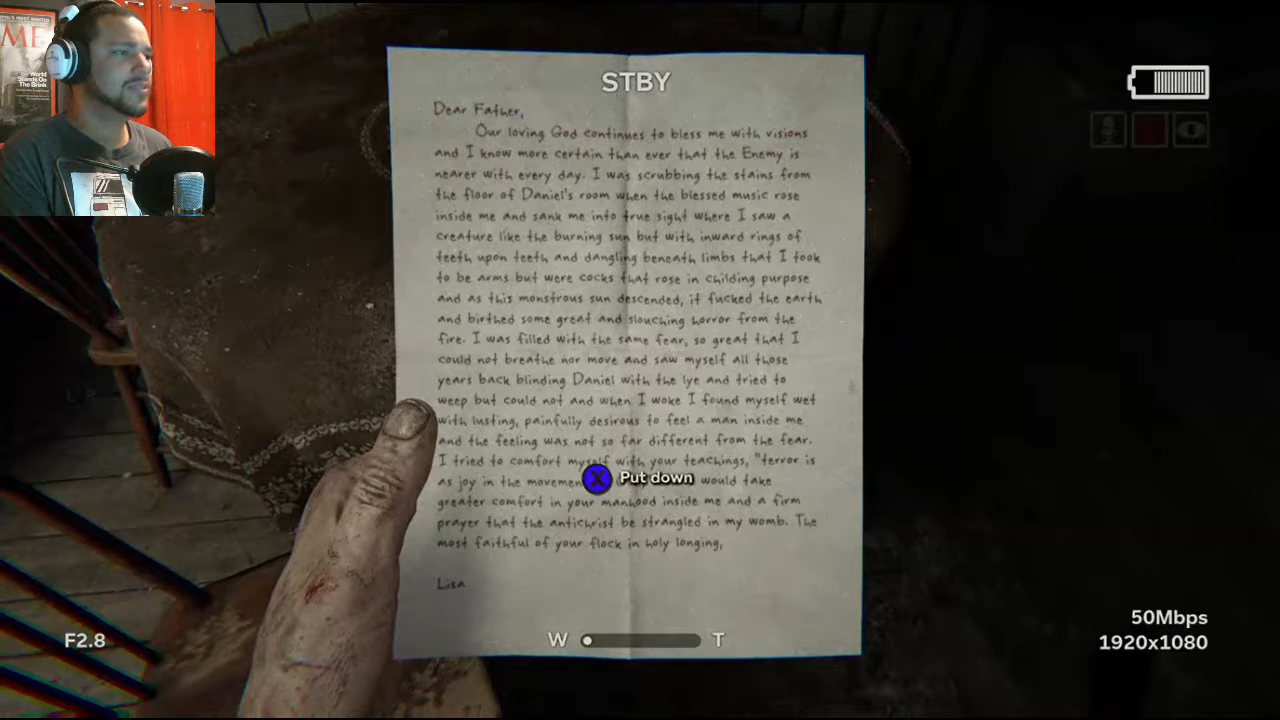 STBY
Dear Father,
Our loving God continues to bless me with visions
and I know more certain than ever that the Enemy is
nearer with every day. I was scrubbing the stains from
the floor of Daniel's room when the blessed music rose
inside me and sank me into true sight where I saw a
creature like the burning sun but with inward rings of
teeth upon teeth and dangling beneath limbs that I took
to be arms but were cocks that rose in childing purpose
and as this monstrous sun descended, it fucked the earth
and birthed some great and slouching horror from the
fire. I was filled with the same fear, so great that I
could not breathe nor move and saw myself all those
years back blinding Daniel with the lye and tried to
weep but could not and when I woke I found myself wet
with lusting, painfully desirous to feel a man inside me
and the feeling was not so far different from the fear.
I tried to comfort myself with your teachings, "terror is
as joy in the would take
X Put down
greater comfort in your manhood inside me and a firm
prayer that the antichrist be strangled in my womb. The
most faithful of your flock in holy longing,
Lisa
W T
F2.8
50Mbps
1920x1080
ME
World
Stands On
The Brink